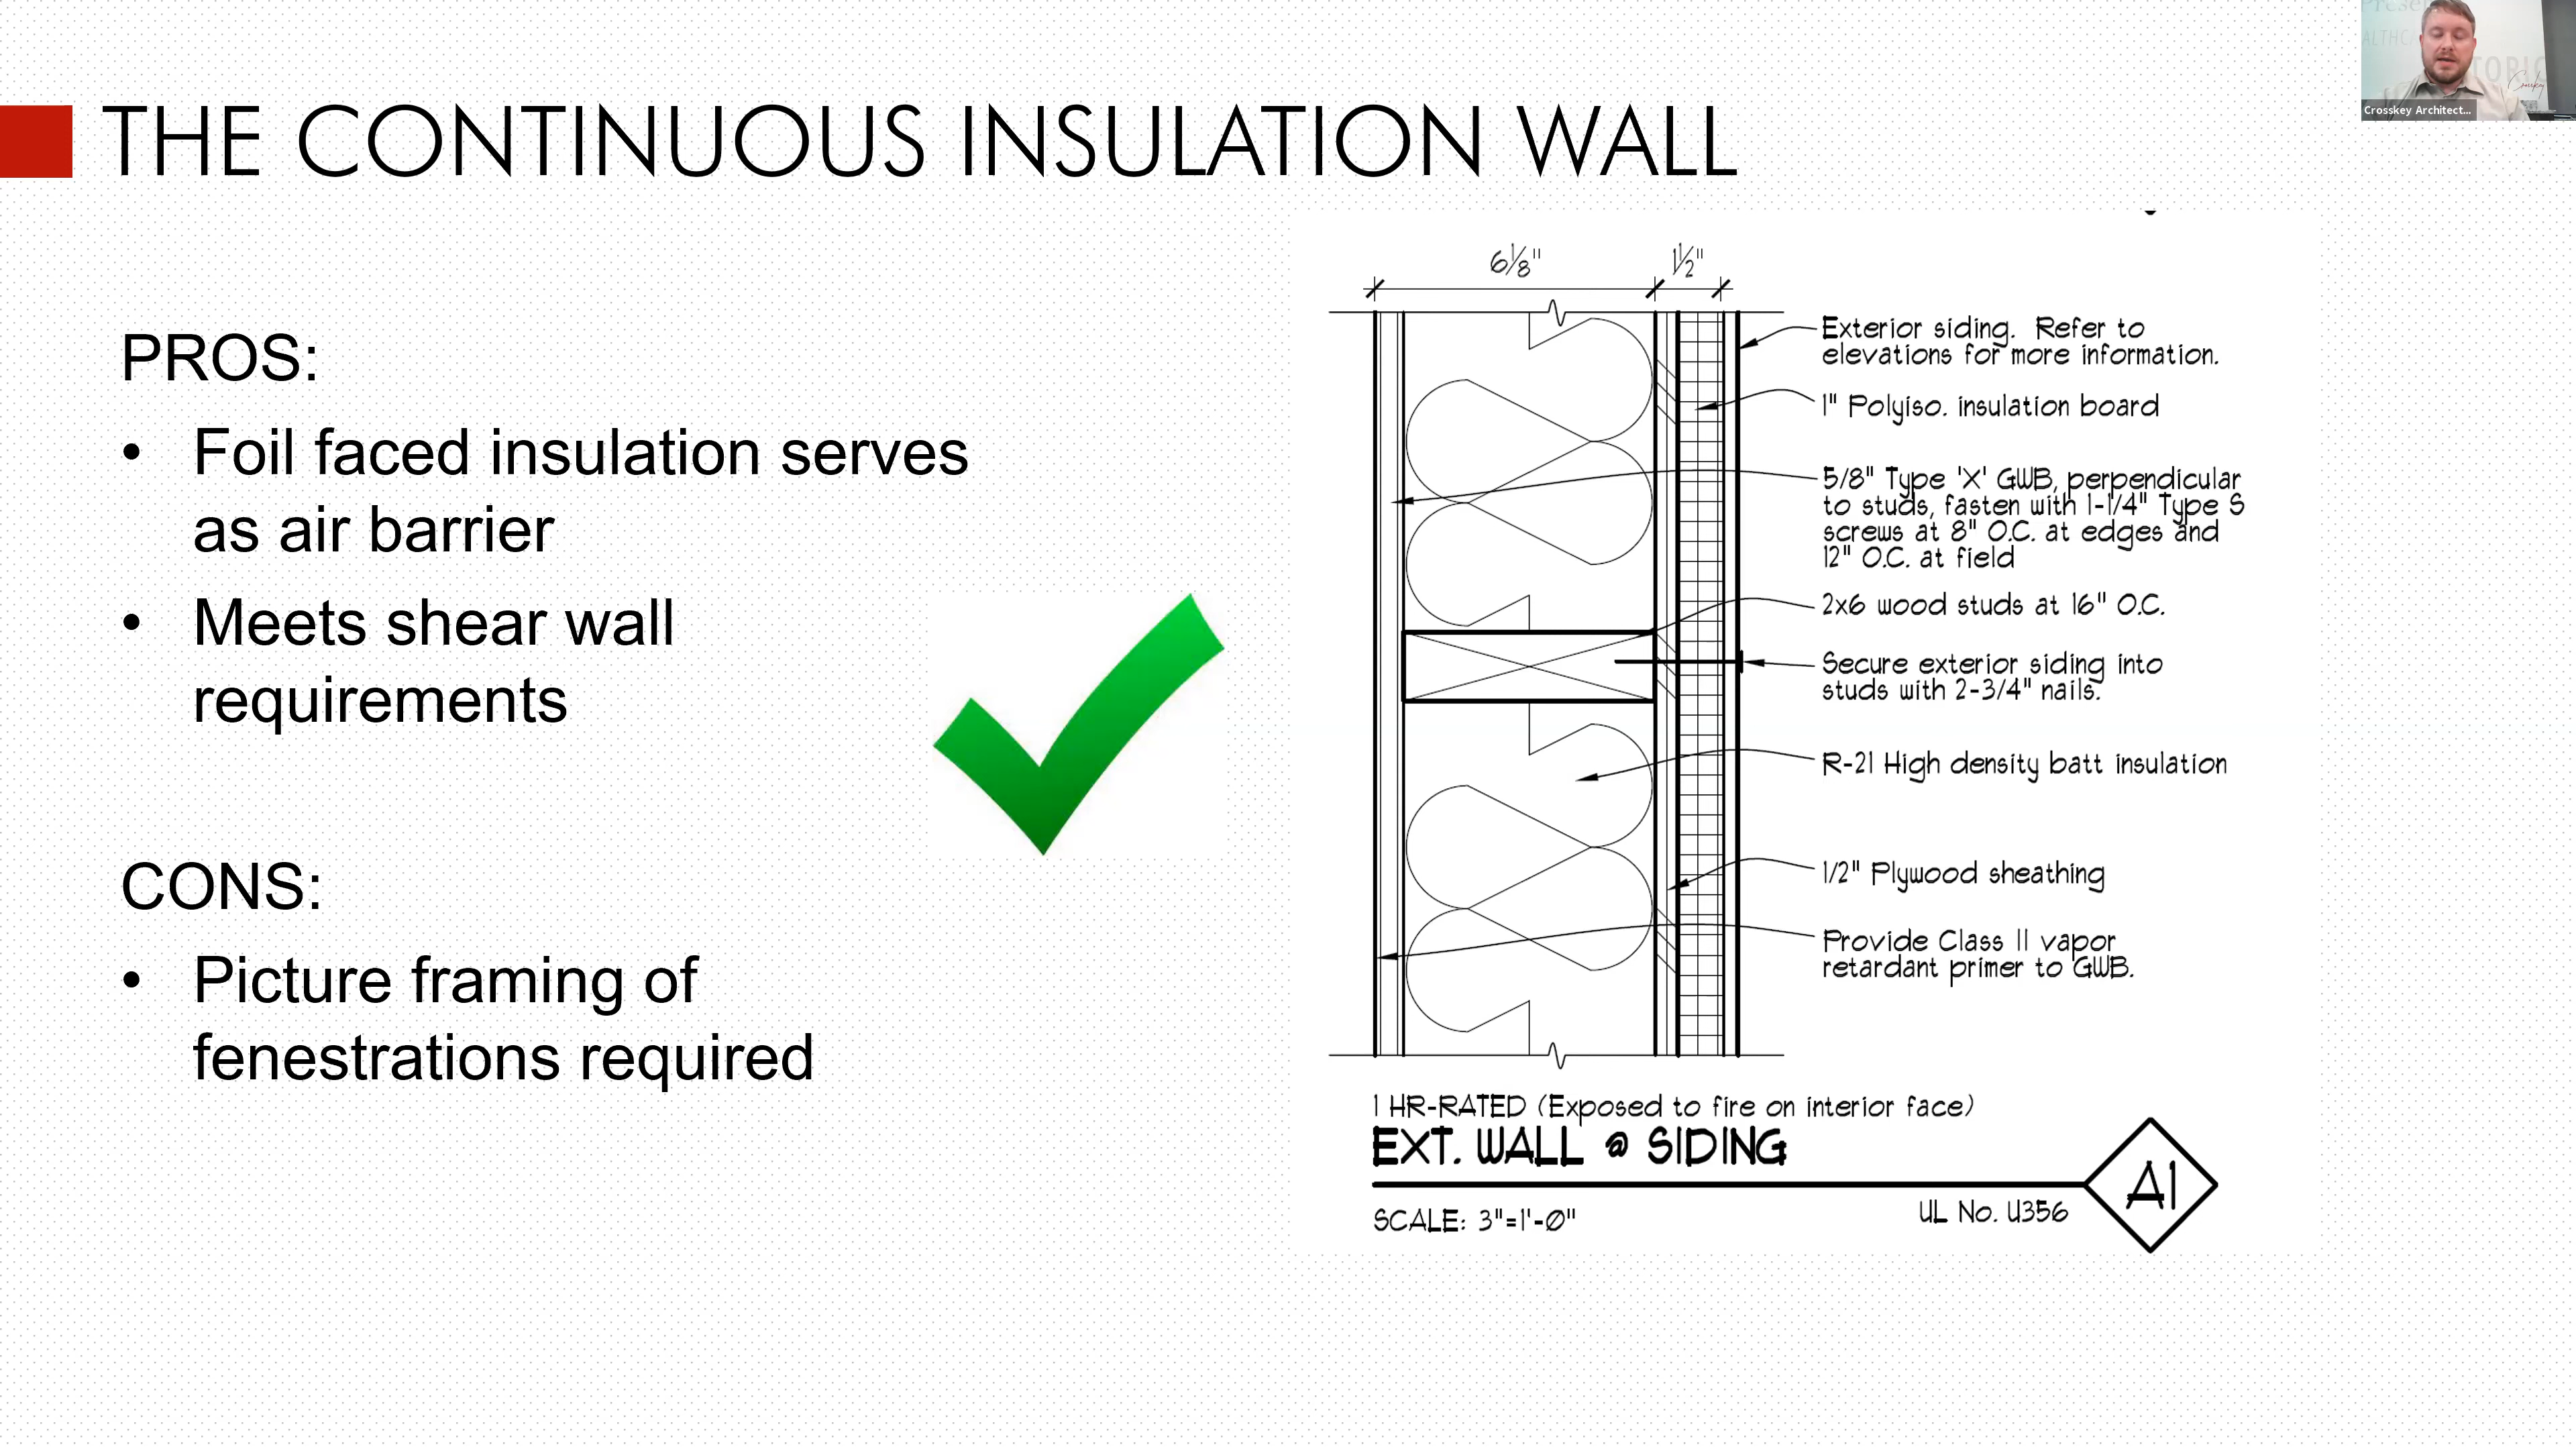 THE CONTINUOUS INSULATION WALL
PROS:
• Foil faced insulation serves
as air barrier
• Meets shear wall
requirements
CONS:
• Picture framing of
fenestrations required
6⅛" 1½"
Exterior siding. Refer to
elevations for more information.
1" Polyiso. insulation board
5/8" Type 'X' GWB, perpendicular
to studs, fasten with 1-1/4" Type S
screws at 8" O.C. at edges and
12" O.C. at field
2x6 wood studs at 16" O.C.
Secure exterior siding into
studs with 2-3/4" nails.
R-21 High density batt insulation
1/2" Plywood sheathing
Provide Class II vapor
retardant primer to GWB.
1 HR-RATED (Exposed to fire on interior face)
EXT. WALL @ SIDING
SCALE: 3"=1'-0"
UL No. U356
A1
Crosskey Architect...